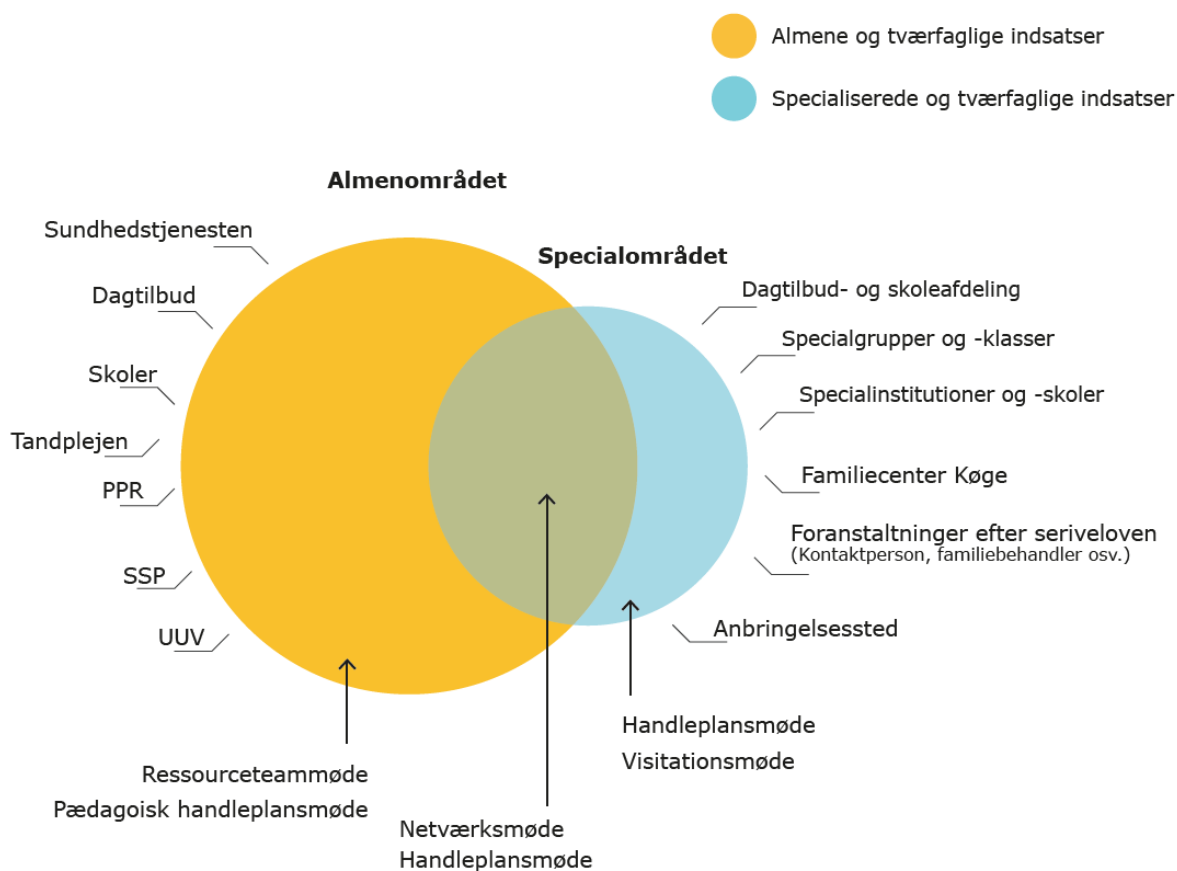 Almene og tværfaglige indsatser
Specialiserede og tværfaglige indsatser
Almenområdet
Specialområdet
Sundhedstjenesten
Dagtilbud
Skoler
Tandplejen
PPR
SSP
UUV
Dagtilbud- og skoleafdeling
Specialgrupper og -klasser
Specialinstitutioner og -skoler
Familiecenter Køge
Foranstaltninger efter seriveloven
(Kontaktperson, familiebehandler osv.)
Anbringelsessted
Ressourceteammøde
Pædagoisk handleplansmøde
Netværksmøde
Handleplansmøde
Handleplansmøde
Visitationsmøde